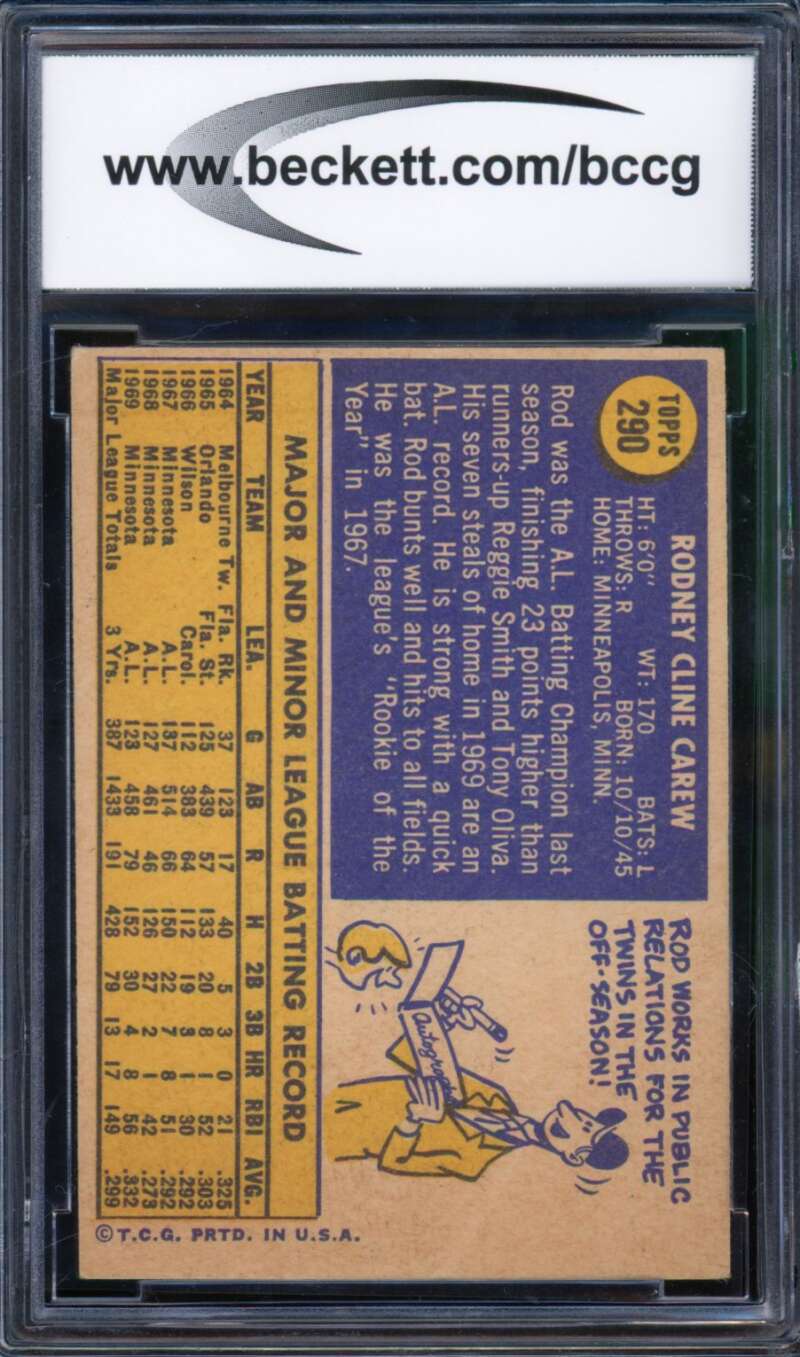 www.beckett.com/bccg
TOPPS
290
RODNEY CLINE CAREW
HT: 6'0" WT: 170 BATS: L
THROWS: R BORN: 10/10/45
HOME: MINNEAPOLIS, MINN.
Rod was the A.L. Batting Champion last
season, finishing 23 points higher than
runners-up Reggie Smith and Tony Oliva.
His seven steals of home in 1969 are an
A.L. record. He is strong with a quick
bat. Rod bunts well and hits to all fields.
He was the league's "Rookie of the
Year" in 1967.
ROD WORKS IN PUBLIC
RELATIONS FOR THE
TWINS IN THE
OFF-SEASON!
Autographs
MAJOR AND MINOR LEAGUE BATTING RECORD
YEAR TEAM LEA. G AB R H 2B 3B HR RBI AVG.
1964 Melbourne Tw. Fla. Rk. 37 123 17 40 5 3 0 21 .325
1965 Orlando Fla. St. 125 439 57 133 20 8 1 52 .303
1966 Wilson Carol. 112 383 64 112 19 3 1 30 .292
1967 Minnesota A.L. 137 514 66 150 22 7 8 51 .292
1968 Minnesota A.L. 127 461 46 126 27 2 1 42 .273
1969 Minnesota A.L. 123 458 79 152 30 4 8 56 .332
Major League Totals 3 Yrs. 387 1433 191 428 79 13 17 149 .299
©T.C.G. PRTD. IN U.S.A.